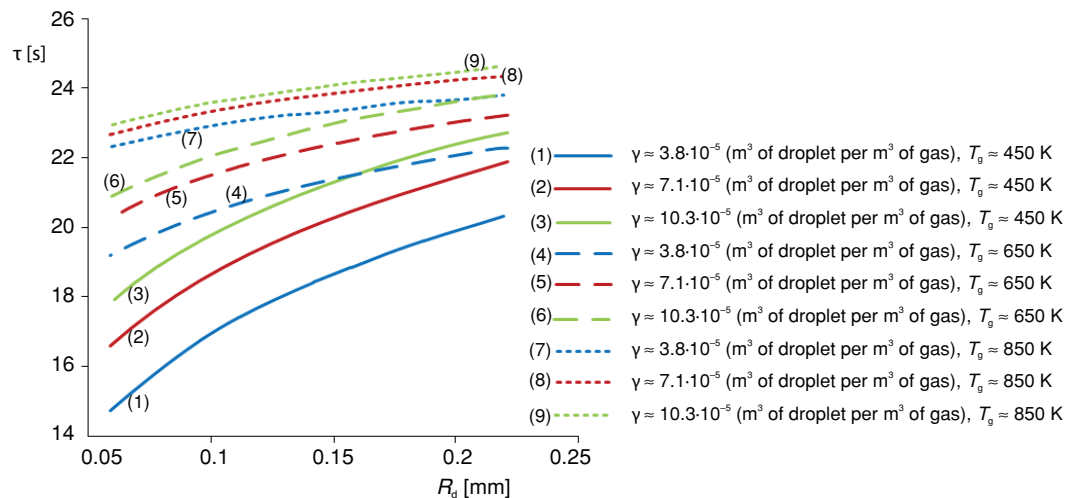 τ [s]
26
24
22
20
18
16
14
0.05
0.1
0.15
0.2
0.25
R_d [mm]
(1)
(2)
(3)
(4)
(5)
(6)
(7)
(8)
(9)
(1) γ ≈ 3.8·10⁻⁵ (m³ of droplet per m³ of gas), T_g ≈ 450 K
(2) γ ≈ 7.1·10⁻⁵ (m³ of droplet per m³ of gas), T_g ≈ 450 K
(3) γ ≈ 10.3·10⁻⁵ (m³ of droplet per m³ of gas), T_g ≈ 450 K
(4) γ ≈ 3.8·10⁻⁵ (m³ of droplet per m³ of gas), T_g ≈ 650 K
(5) γ ≈ 7.1·10⁻⁵ (m³ of droplet per m³ of gas), T_g ≈ 650 K
(6) γ ≈ 10.3·10⁻⁵ (m³ of droplet per m³ of gas), T_g ≈ 650 K
(7) γ ≈ 3.8·10⁻⁵ (m³ of droplet per m³ of gas), T_g ≈ 850 K
(8) γ ≈ 7.1·10⁻⁵ (m³ of droplet per m³ of gas), T_g ≈ 850 K
(9) γ ≈ 10.3·10⁻⁵ (m³ of droplet per m³ of gas), T_g ≈ 850 K